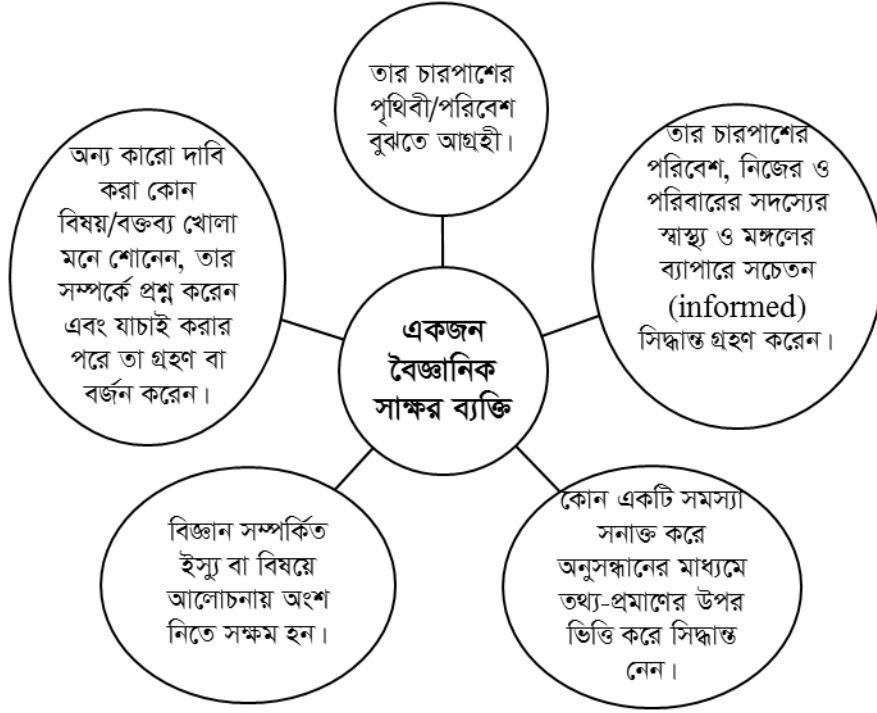 তার চারপাশের
পৃথিবী/পরিবেশ
বুঝতে আগ্রহী।
তার চারপাশের
পরিবেশ, নিজের ও
পরিবারের সদস্যের
স্বাস্থ্য ও মঙ্গলের
ব্যাপারে সচেতন
(informed)
সিদ্ধান্ত গ্রহণ করেন।
অন্য কারো দাবি
করা কোন
বিষয়/বক্তব্য খোলা
মনে শোনেন, তার
সম্পর্কে প্রশ্ন করেন
এবং যাচাই করার
পরে তা গ্রহণ বা
বর্জন করেন।
একজন
বৈজ্ঞানিক
সাক্ষর ব্যক্তি
বিজ্ঞান সম্পর্কিত
ইস্যু বা বিষয়ে
আলোচনায় অংশ
নিতে সক্ষম হন।
কোন একটি সমস্যা
সনাক্ত করে
অনুসন্ধানের মাধ্যমে
তথ্য-প্রমাণের উপর
ভিত্তি করে সিদ্ধান্ত
নেন।